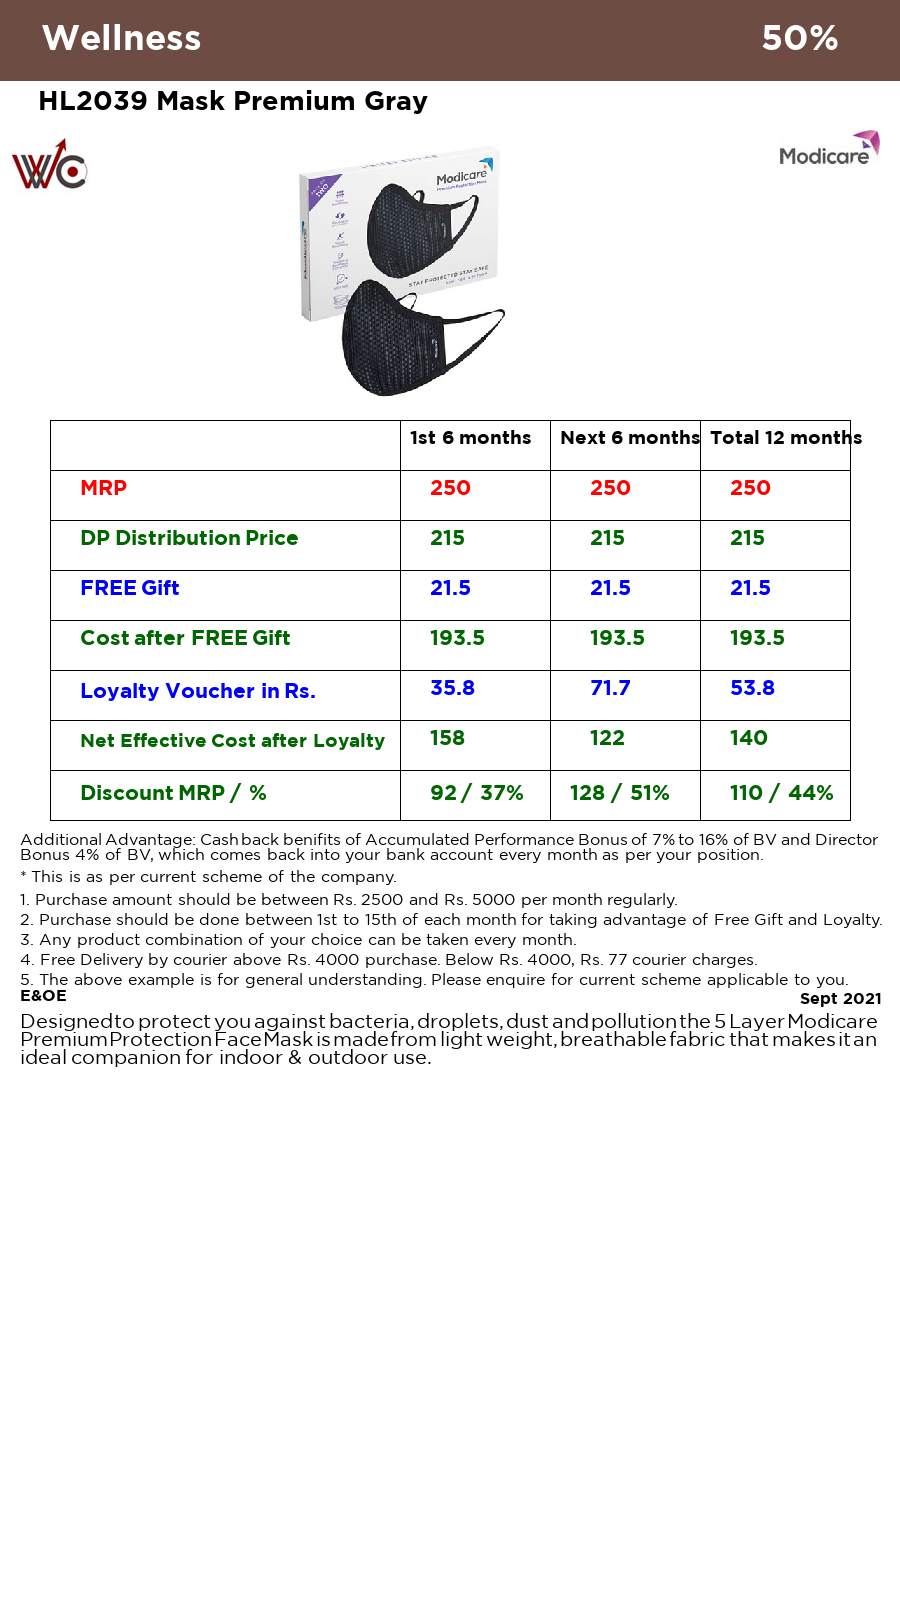 Wellness 50%
HL2039 Mask Premium Gray
WC
Modicare
PACK OF TWO
Modicare
Premium Protection Mask
Modicare
STAY PROTECTED STAY SAFE
1st 6 months Next 6 months Total 12 months
MRP 250 250 250
DP Distribution Price 215 215 215
FREE Gift 21.5 21.5 21.5
Cost after FREE Gift 193.5 193.5 193.5
Loyalty Voucher in Rs. 35.8 71.7 53.8
Net Effective Cost after Loyalty 158 122 140
Discount MRP / % 92 / 37% 128 / 51% 110 / 44%
Additional Advantage: Cash back benifits of Accumulated Performance Bonus of 7% to 16% of BV and Director
Bonus 4% of BV, which comes back into your bank account every month as per your position.
* This is as per current scheme of the company.
1. Purchase amount should be between Rs. 2500 and Rs. 5000 per month regularly.
2. Purchase should be done between 1st to 15th of each month for taking advantage of Free Gift and Loyalty.
3. Any product combination of your choice can be taken every month.
4. Free Delivery by courier above Rs. 4000 purchase. Below Rs. 4000, Rs. 77 courier charges.
5. The above example is for general understanding. Please enquire for current scheme applicable to you.
E&OE
Sept 2021
Designed to protect you against bacteria, droplets, dust and pollution the 5 Layer Modicare
Premium Protection Face Mask is made from light weight, breathable fabric that makes it an
ideal companion for indoor & outdoor use.